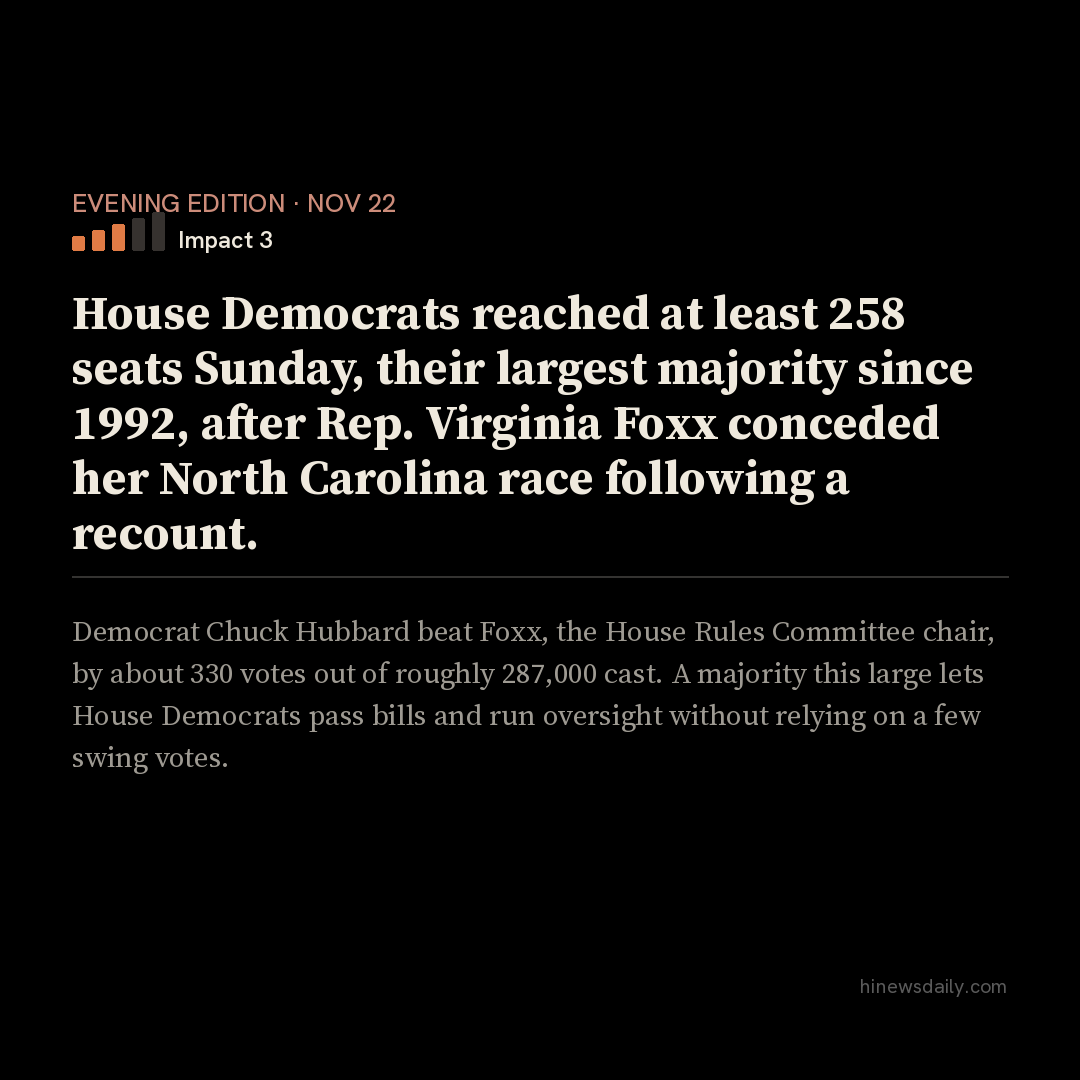 EVENING EDITION · NOV 22
Impact 3
House Democrats reached at least 258
seats Sunday, their largest majority since
1992, after Rep. Virginia Foxx conceded
her North Carolina race following a
recount.
Democrat Chuck Hubbard beat Foxx, the House Rules Committee chair,
by about 330 votes out of roughly 287,000 cast. A majority this large lets
House Democrats pass bills and run oversight without relying on a few
swing votes.
hinewsdaily.com